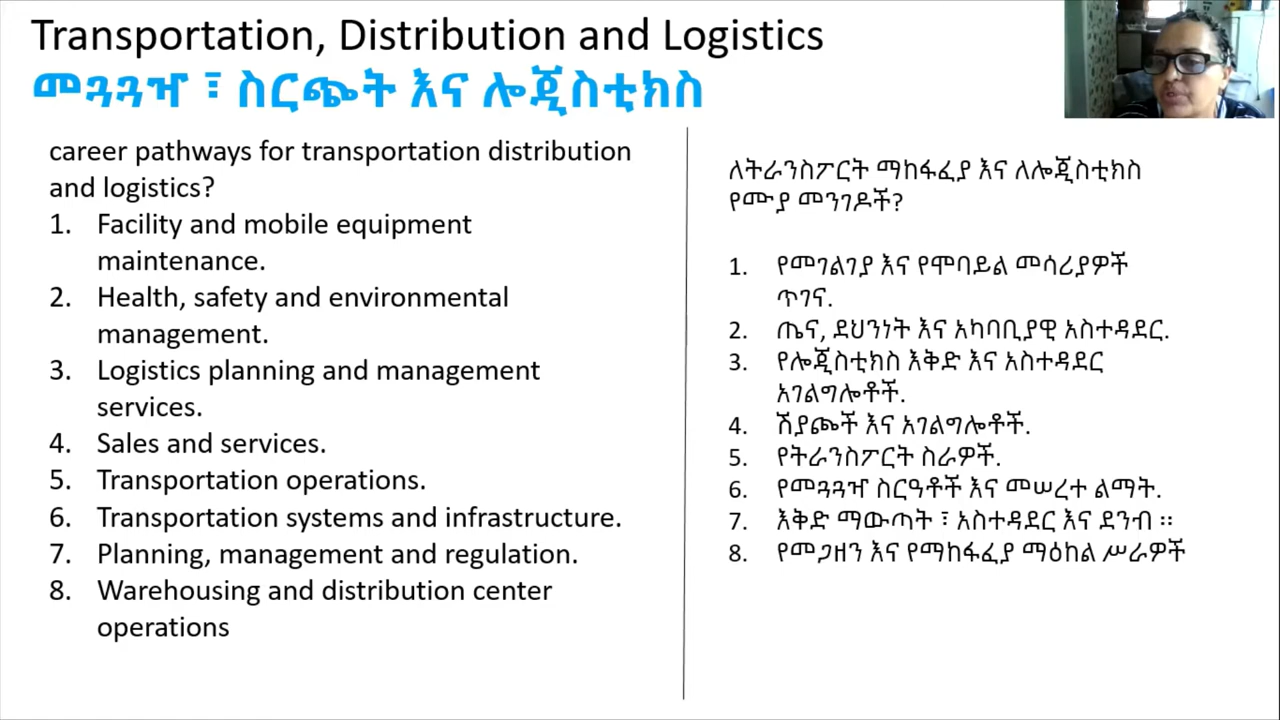 Transportation, Distribution and Logistics
መጓጓዣ ፣ ስርጭት እና ሎጂስቲክስ
career pathways for transportation distribution
and logistics?
1. Facility and mobile equipment
maintenance.
2. Health, safety and environmental
management.
3. Logistics planning and management
services.
4. Sales and services.
5. Transportation operations.
6. Transportation systems and infrastructure.
7. Planning, management and regulation.
8. Warehousing and distribution center
operations
ለትራንስፖርት ማከፋፈያ እና ለሎጂስቲክስ
የሙያ መንገዶች?
1. የመገልገያ እና የሞባይል መሳሪያዎች
ጥገና.
2. ጤና, ደህንነት እና አካባቢያዊ አስተዳደር.
3. የሎጂስቲክስ እቅድ እና አስተዳደር
አገልግሎቶች.
4. ሽያጮች እና አገልግሎቶች.
5. የትራንስፖርት ስራዎች.
6. የመጓጓዣ ስርዓቶች እና መሠረተ ልማት.
7. እቅድ ማውጣት ፣ አስተዳደር እና ደንብ ፡፡
8. የመጋዘን እና የማከፋፈያ ማዕከል ሥራዎች